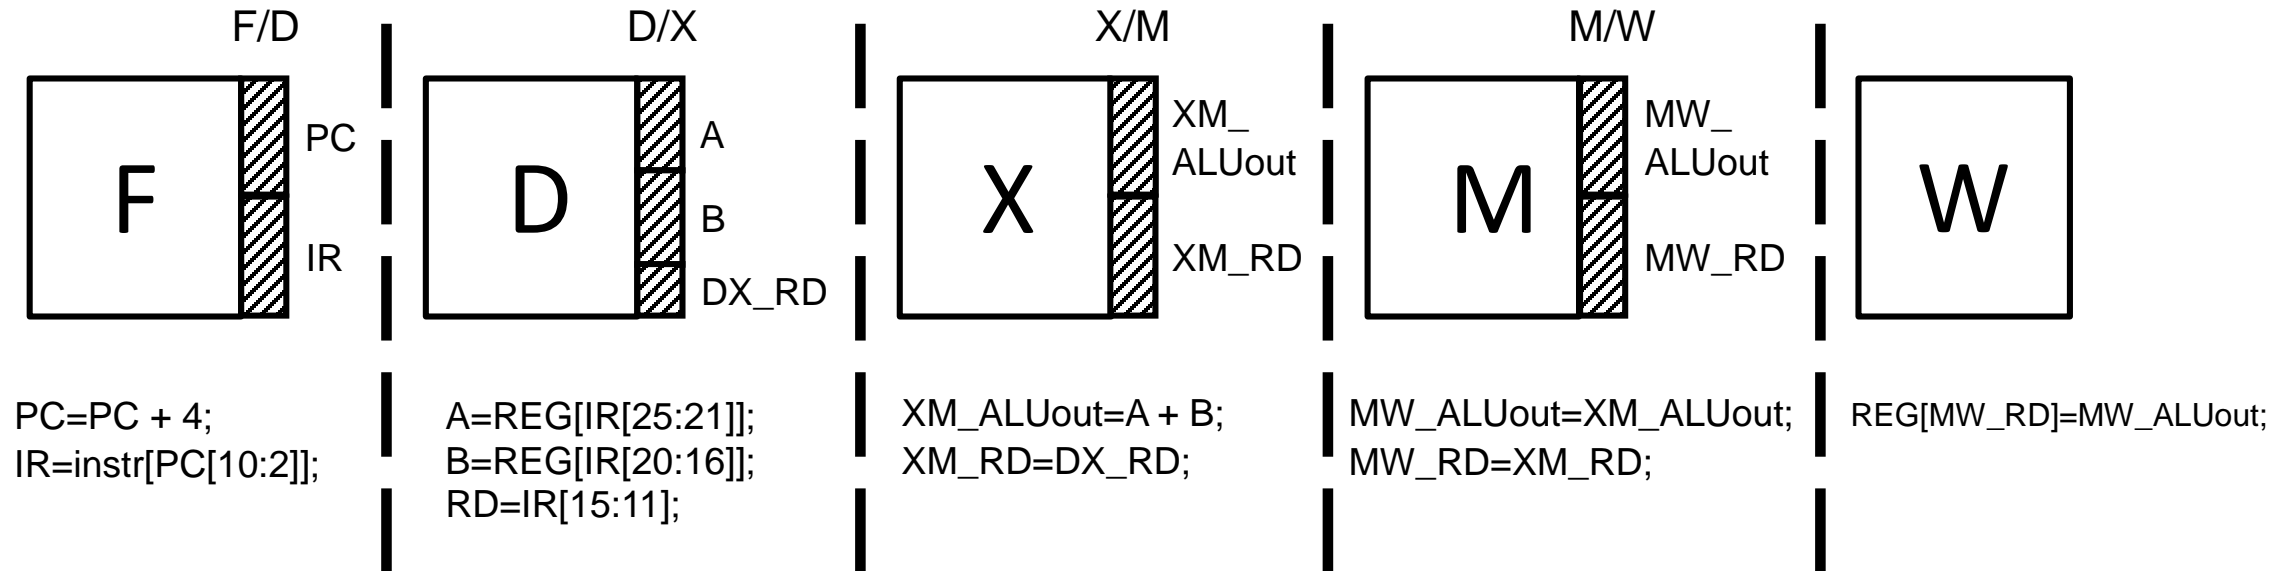 F/D
D/X
X/M
M/W
F
PC
IR
D
A
B
DX_RD
X
XM_
ALUout
XM_RD
M
MW_
ALUout
MW_RD
W
PC=PC + 4;
IR=instr[PC[10:2]];
A=REG[IR[25:21]];
B=REG[IR[20:16]];
RD=IR[15:11];
XM_ALUout=A + B;
XM_RD=DX_RD;
MW_ALUout=XM_ALUout;
MW_RD=XM_RD;
REG[MW_RD]=MW_ALUout;